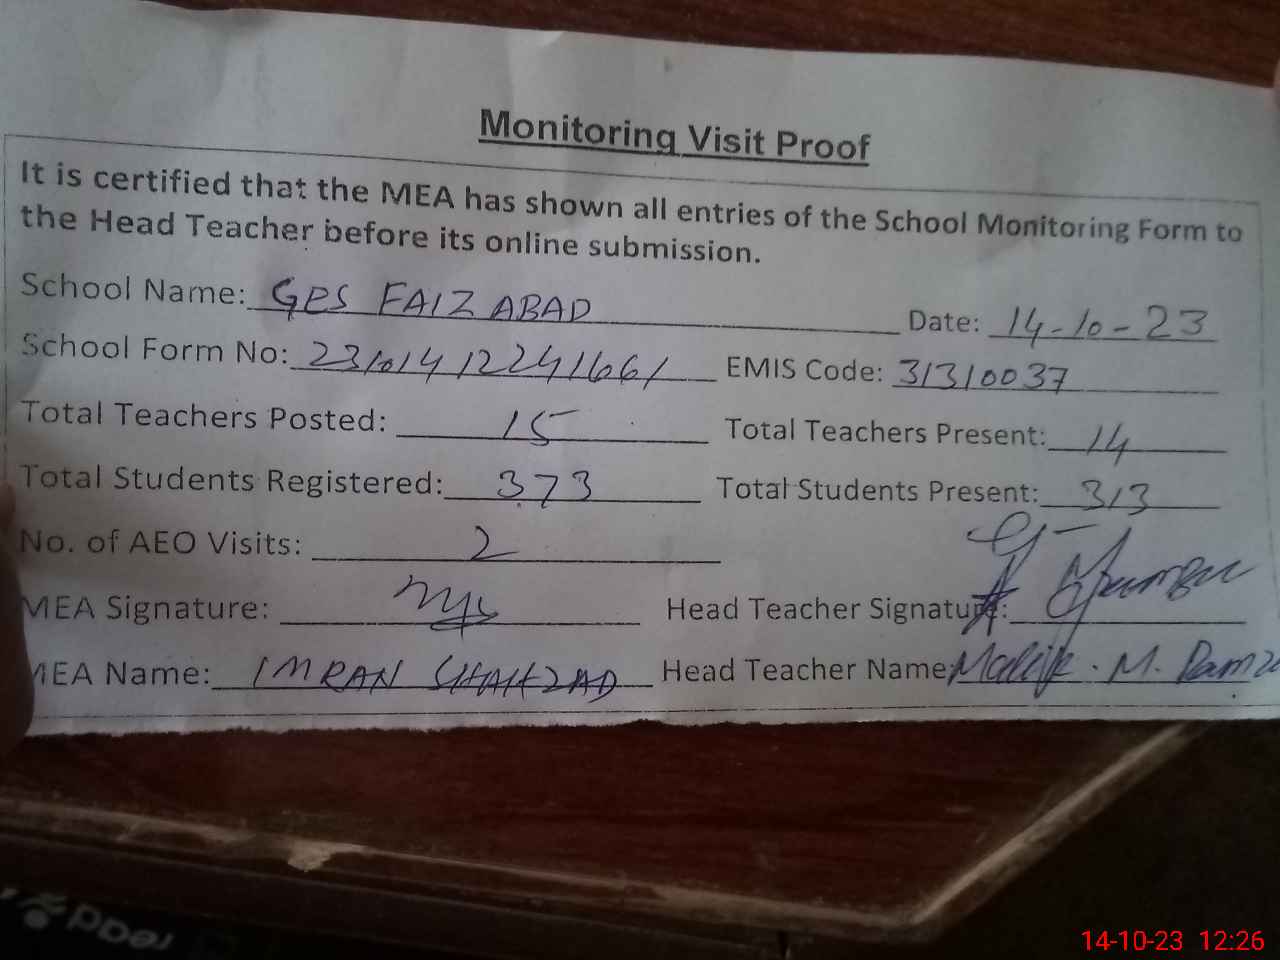 Monitoring Visit Proof
It is certified that the MEA has shown all entries of the School Monitoring Form to
the Head Teacher before its online submission.
School Name: GPS FAIZABAD Date: 14-10-23
School Form No: 231014122241661 EMIS Code: 31310037
Total Teachers Posted: 15 Total Teachers Present: 14
Total Students Registered: 373 Total Students Present: 313
No. of AEO Visits: 2
MEA Signature: Head Teacher Signature:
MEA Name: IMRAN SHAHZAD Head Teacher Name: Malik . M. Ramz
14-10-23 12:26